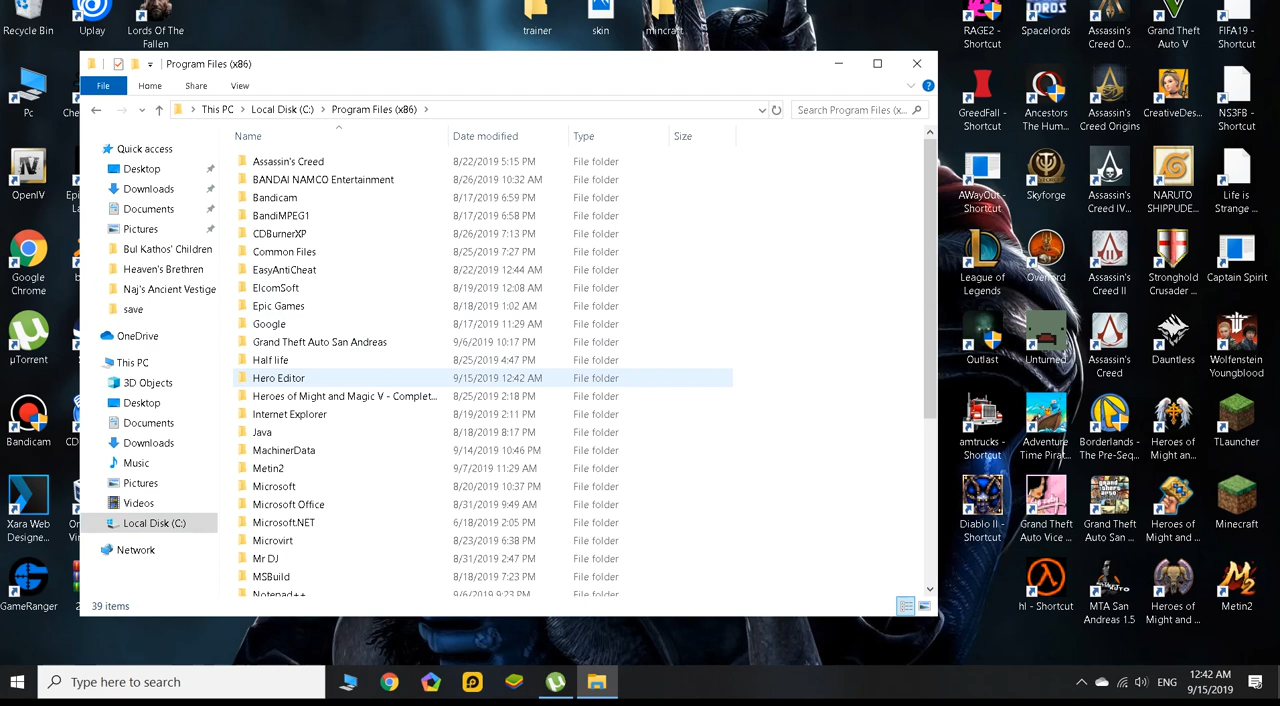 Recycle Bin
Uplay
Lords Of The
Fallen
trainer
skin
mincraft
RAGE2 -
Shortcut
Spacelords
Assassin's
Creed O...
Grand Theft
Auto V
FIFA19 -
Shortcut
Program Files (x86)
File
Home
Share
View
This PC
Local Disk (C:)
Program Files (x86)
Search Program Files (x...
Name
Date modified
Type
Size
Quick access
Desktop
Downloads
Documents
Pictures
Bul Kathos' Children
Heaven's Brethren
Naj's Ancient Vestige
save
OneDrive
This PC
3D Objects
Desktop
Documents
Downloads
Music
Pictures
Videos
Local Disk (C:)
Network
Assassin's Creed 8/22/2019 5:15 PM File folder
BANDAI NAMCO Entertainment 8/26/2019 10:32 AM File folder
Bandicam 8/17/2019 6:59 PM File folder
BandiMPEG1 8/17/2019 6:58 PM File folder
CDBurnerXP 8/26/2019 7:13 PM File folder
Common Files 8/25/2019 7:27 PM File folder
EasyAntiCheat 8/22/2019 12:44 AM File folder
ElcomSoft 8/19/2019 12:08 AM File folder
Epic Games 8/18/2019 1:02 AM File folder
Google 8/17/2019 11:29 AM File folder
Grand Theft Auto San Andreas 9/6/2019 10:17 PM File folder
Half life 8/25/2019 4:47 PM File folder
Hero Editor 9/15/2019 12:42 AM File folder
Heroes of Might and Magic V - Complet... 8/25/2019 2:18 PM File folder
Internet Explorer 8/19/2019 2:11 PM File folder
Java 8/18/2019 8:17 PM File folder
MachinerData 9/14/2019 10:46 PM File folder
Metin2 9/7/2019 11:29 AM File folder
Microsoft 8/20/2019 10:37 PM File folder
Microsoft Office 8/31/2019 9:49 AM File folder
Microsoft.NET 6/18/2019 2:05 PM File folder
Microvirt 8/23/2019 6:38 PM File folder
Mr DJ 8/31/2019 2:47 PM File folder
MSBuild 8/18/2019 7:23 PM File folder
Notepad++ 9/6/2019 9:23 PM File folder
39 items
Pc
OpenIV
Google
Chrome
µTorrent
Bandicam
Xara Web
Designe...
GameRanger
GreedFall -
Shortcut
Ancestors
The Hum...
Assassin's
Creed Origins
CreativeDes...
NS3FB -
Shortcut
AWayOut -
Shortcut
Skyforge
Assassin's
Creed IV...
NARUTO
SHIPPUDE...
Life is
Strange ...
League of
Legends
Overlord
Assassin's
Creed II
Stronghold
Crusader ...
Captain Spirit
Outlast
Unturned
Assassin's
Creed
Dauntless
Wolfenstein
Youngblood
amtrucks -
Shortcut
Adventure
Time Pirat...
Borderlands -
The Pre-Seq...
Heroes of
Might an...
TLauncher
Diablo II -
Shortcut
Grand Theft
Auto Vice ...
Grand Theft
Auto San ...
Heroes of
Might and ...
Minecraft
hl - Shortcut
MTA San
Andreas 1.5
Heroes of
Might and ...
Metin2
Type here to search
ENG
12:42 AM
9/15/2019